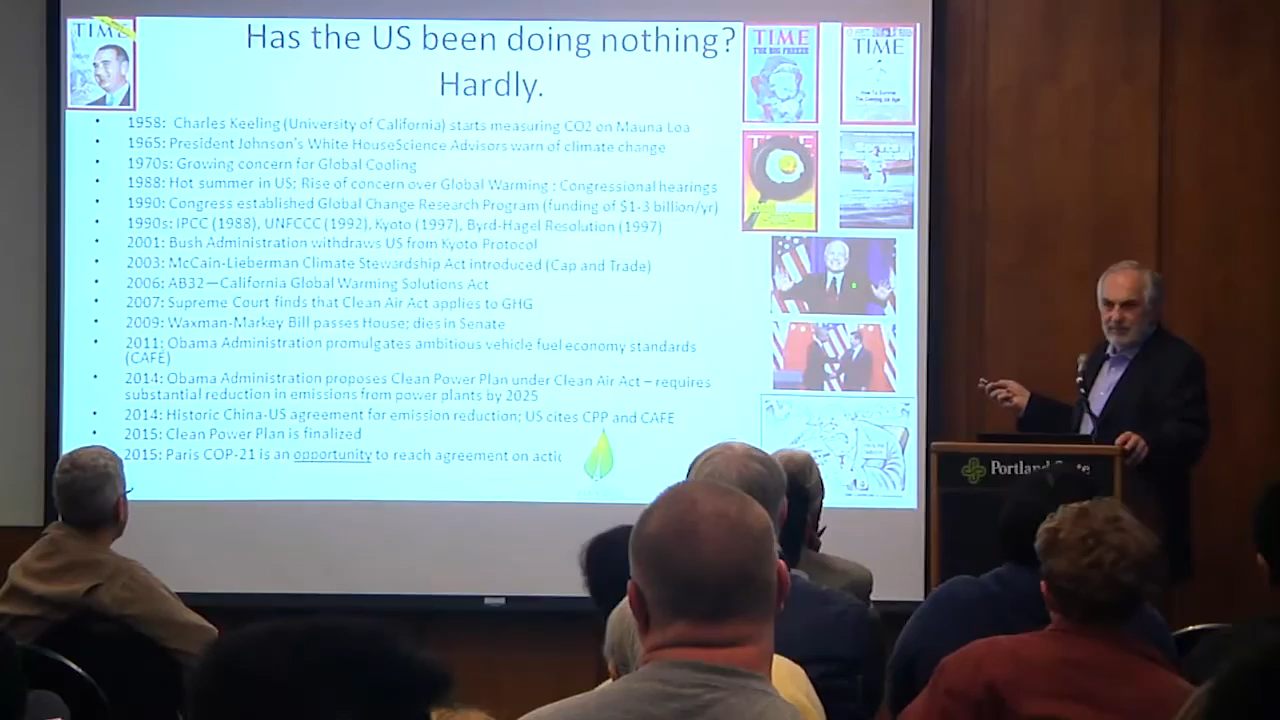 TIME
Has the US been doing nothing?
Hardly.
• 1958: Charles Keeling (University of California) starts measuring CO2 on Mauna Loa
• 1965: President Johnson's White HouseScience Advisors warn of climate change
• 1970s: Growing concern for Global Cooling
• 1988: Hot summer in US; Rise of concern over Global Warming ; Congressional hearings
• 1990: Congress established Global Change Research Program (funding of $1-3 billion/yr)
• 1990s: IPCC (1988), UNFCCC (1992), Kyoto (1997), Byrd-Hagel Resolution (1997)
• 2001: Bush Administration withdraws US from Kyoto Protocol
• 2003: McCain-Lieberman Climate Stewardship Act introduced (Cap and Trade)
• 2006: AB32—California Global Warming Solutions Act
• 2007: Supreme Court finds that Clean Air Act applies to GHG
• 2009: Waxman-Markey Bill passes House; dies in Senate
• 2011: Obama Administration promulgates ambitious vehicle fuel economy standards
(CAFE)
• 2014: Obama Administration proposes Clean Power Plan under Clean Air Act – requires
substantial reduction in emissions from power plants by 2025
• 2014: Historic China-US agreement for emission reduction; US cites CPP and CAFE
• 2015: Clean Power Plan is finalized
• 2015: Paris COP-21 is an opportunity to reach agreement on actic
TIME
THE BIG FREEZE
TIME
How To Survive
The Coming Ice Age
TIME
Portland State